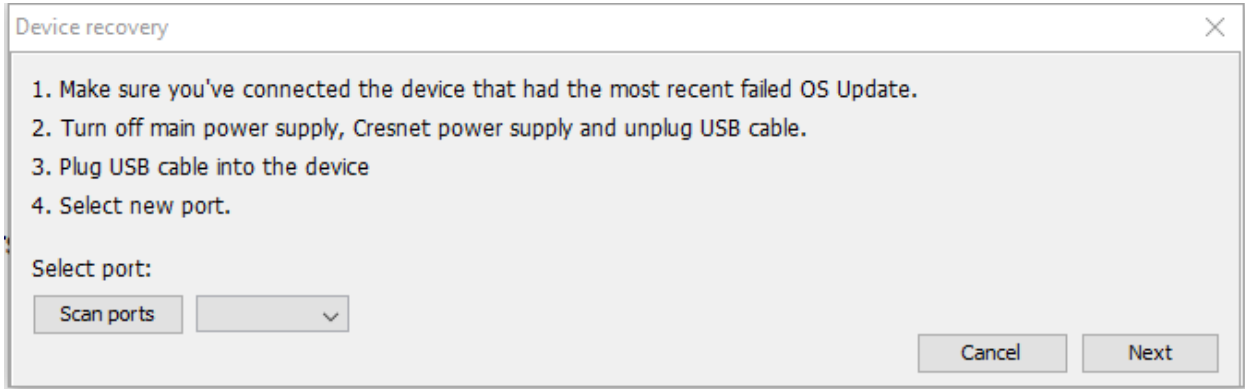 Device recovery
1. Make sure you've connected the device that had the most recent failed OS Update.
2. Turn off main power supply, Cresnet power supply and unplug USB cable.
3. Plug USB cable into the device
4. Select new port.
Select port:
Scan ports
Cancel Next